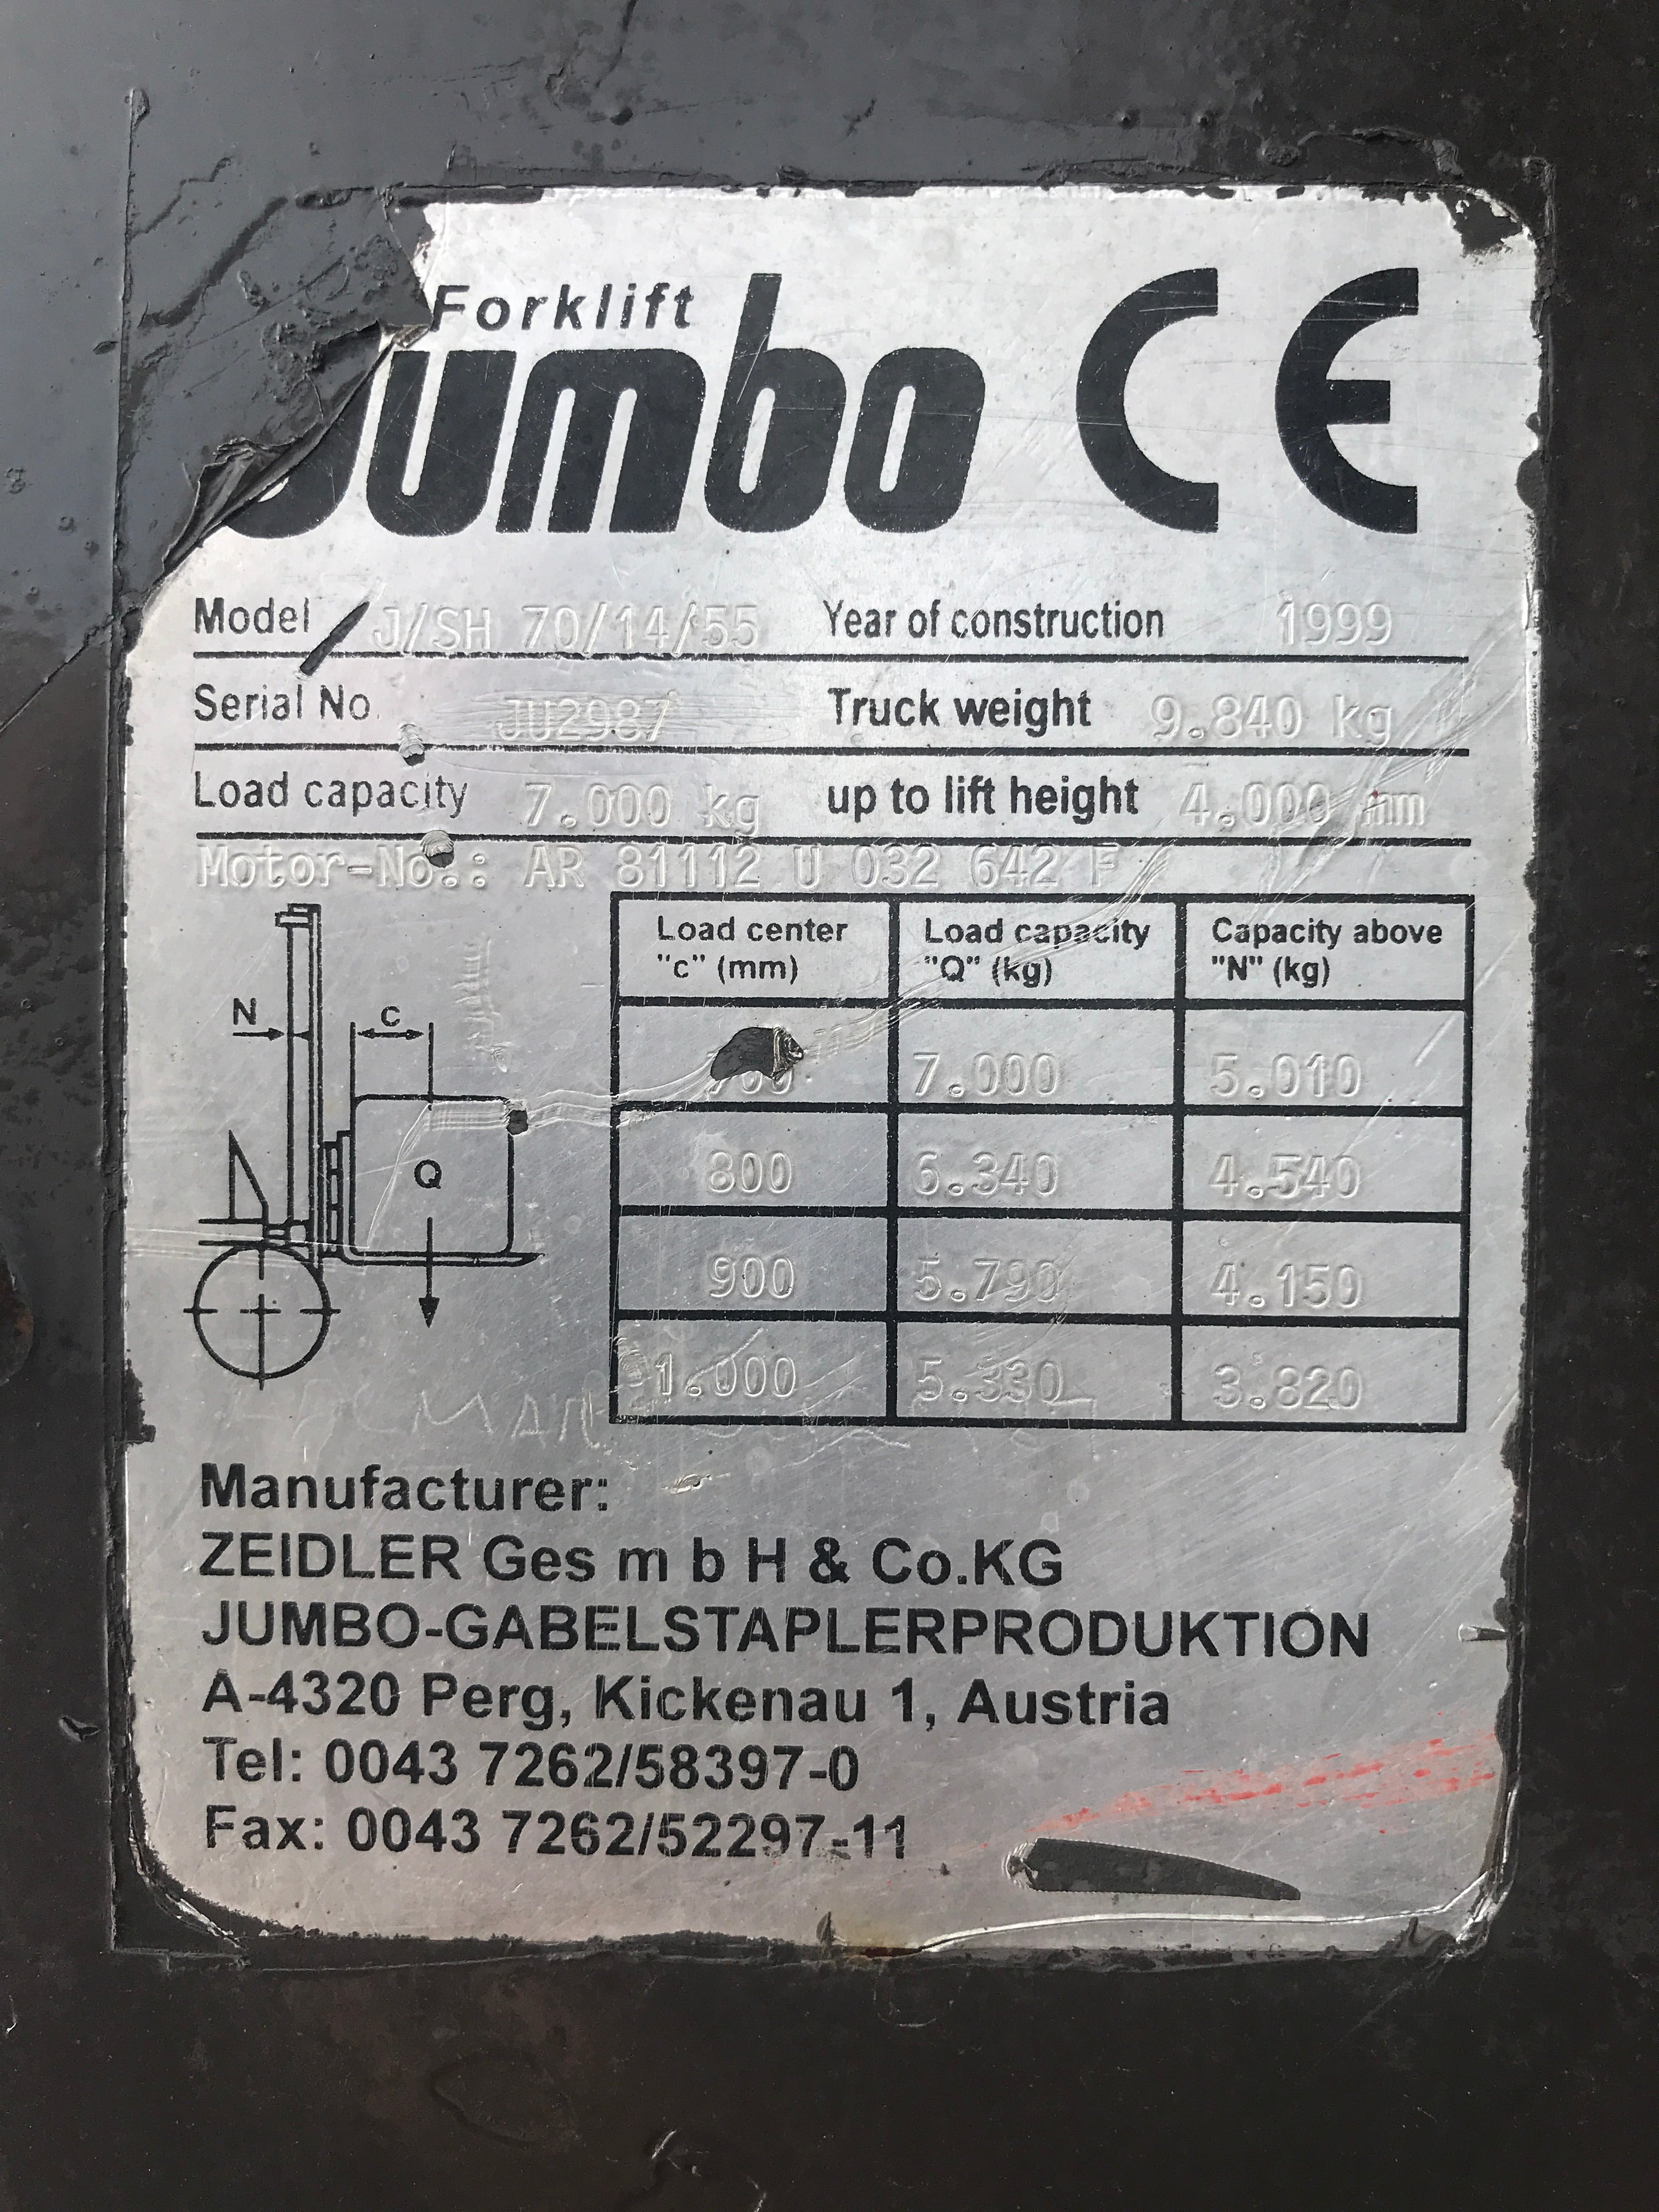 Forklift
Jumbo CE
Model J/SH 70/14/55 Year of construction 1999
Serial No. JU2987 Truck weight 9.840 kg
Load capacity 7.000 kg up to lift height 4.000 mm
Motor-No.: AR 81112 U 032 642 F
Load center "c" (mm) Load capacity "Q" (kg) Capacity above "N" (kg)
700 7.000 5.010
800 6.340 4.540
900 5.790 4.150
1.000 5.330 3.820
N c
Q
Manufacturer:
ZEIDLER Ges m b H & Co.KG
JUMBO-GABELSTAPLERPRODUKTION
A-4320 Perg, Kickenau 1, Austria
Tel: 0043 7262/58397-0
Fax: 0043 7262/52297-11